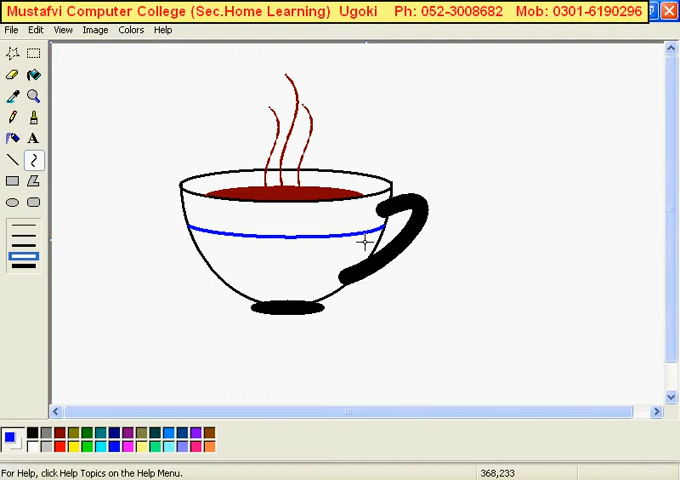 Mustafvi Computer College (Sec.Home Learning) Ugoki Ph: 052-3008682 Mob: 0301-6190296
File Edit View Image Colors Help
A
For Help, click Help Topics on the Help Menu. 368,233